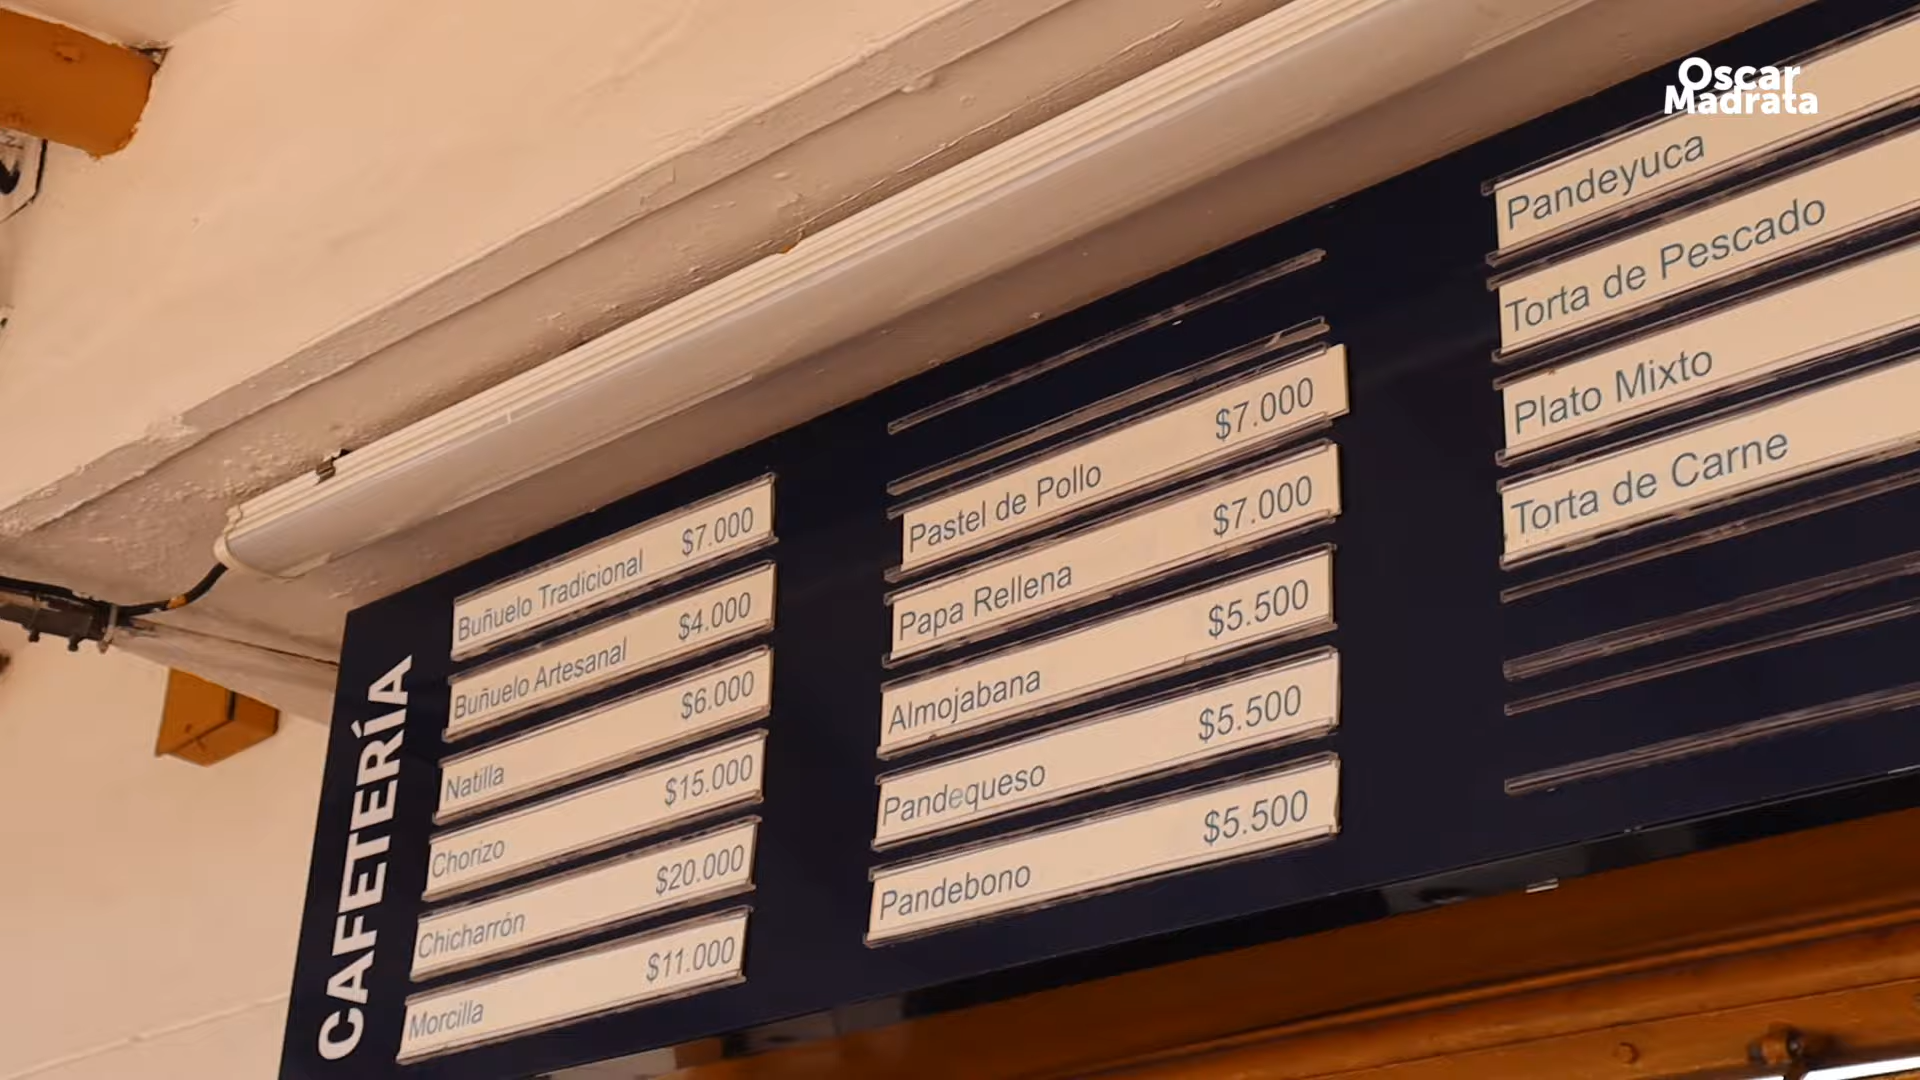 Oscar
Madrata
CAFETERÍA
Buñuelo Tradicional $7.000
Buñuelo Artesanal $4.000
Natilla $6.000
Chorizo $15.000
Chicharrón $20.000
Morcilla $11.000
Pastel de Pollo $7.000
Papa Rellena $7.000
Almojabana $5.500
Pandequeso $5.500
Pandebono $5.500
Pandeyuca
Torta de Pescado
Plato Mixto
Torta de Carne